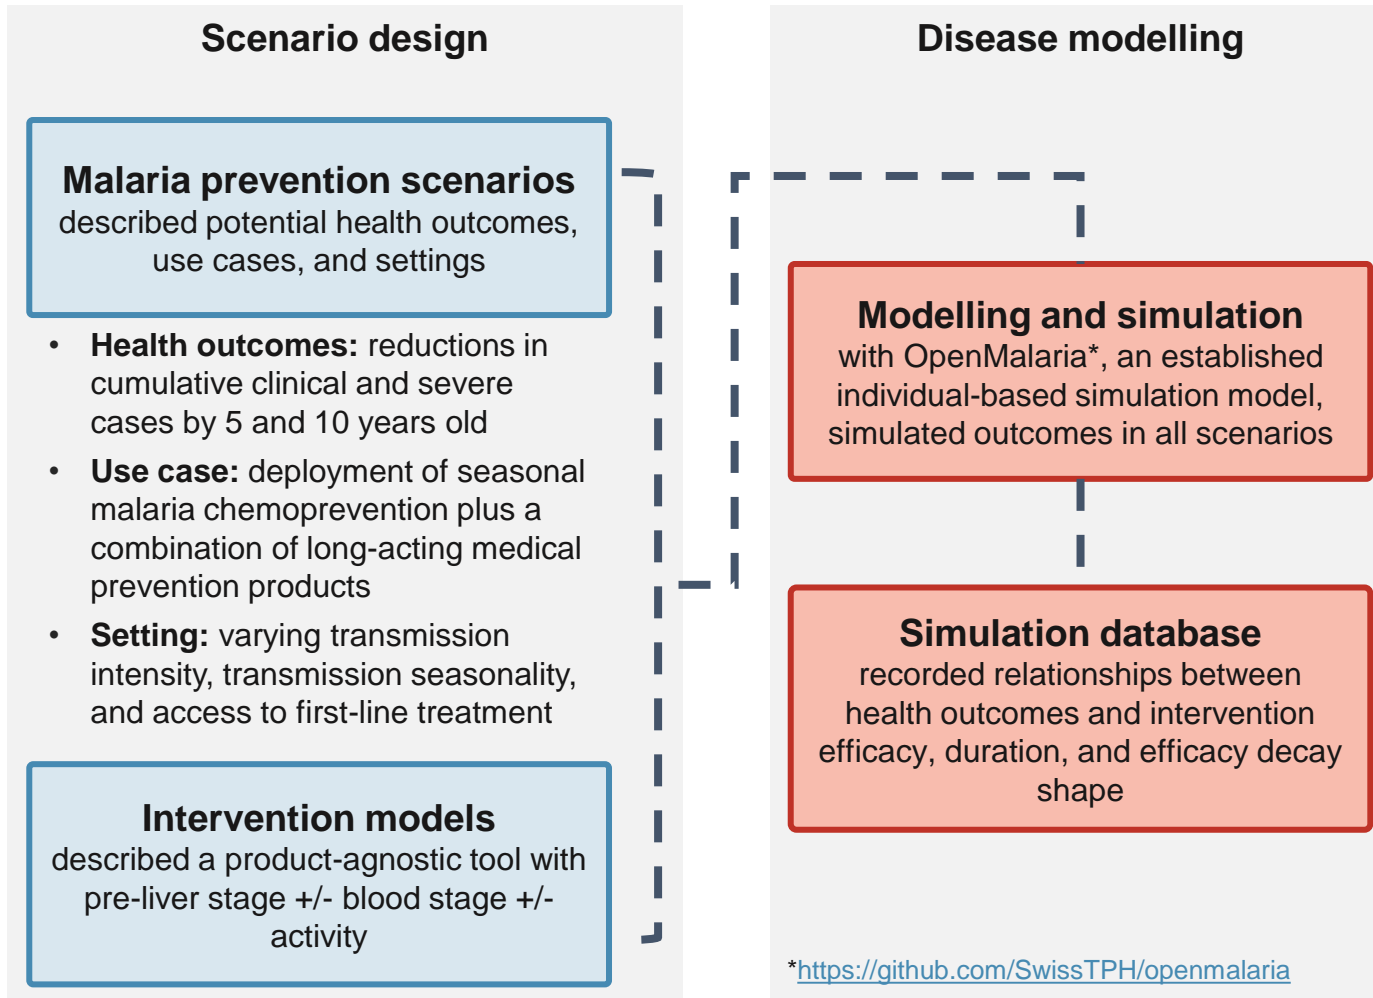 Scenario design
Malaria prevention scenarios
described potential health outcomes,
use cases, and settings
• Health outcomes: reductions in
cumulative clinical and severe
cases by 5 and 10 years old
• Use case: deployment of seasonal
malaria chemoprevention plus a
combination of long-acting medical
prevention products
• Setting: varying transmission
intensity, transmission seasonality,
and access to first-line treatment
Intervention models
described a product-agnostic tool with
pre-liver stage +/- blood stage +/-
activity
Disease modelling
Modelling and simulation
with OpenMalaria*, an established
individual-based simulation model,
simulated outcomes in all scenarios
Simulation database
recorded relationships between
health outcomes and intervention
efficacy, duration, and efficacy decay
shape
*https://github.com/SwissTPH/openmalaria